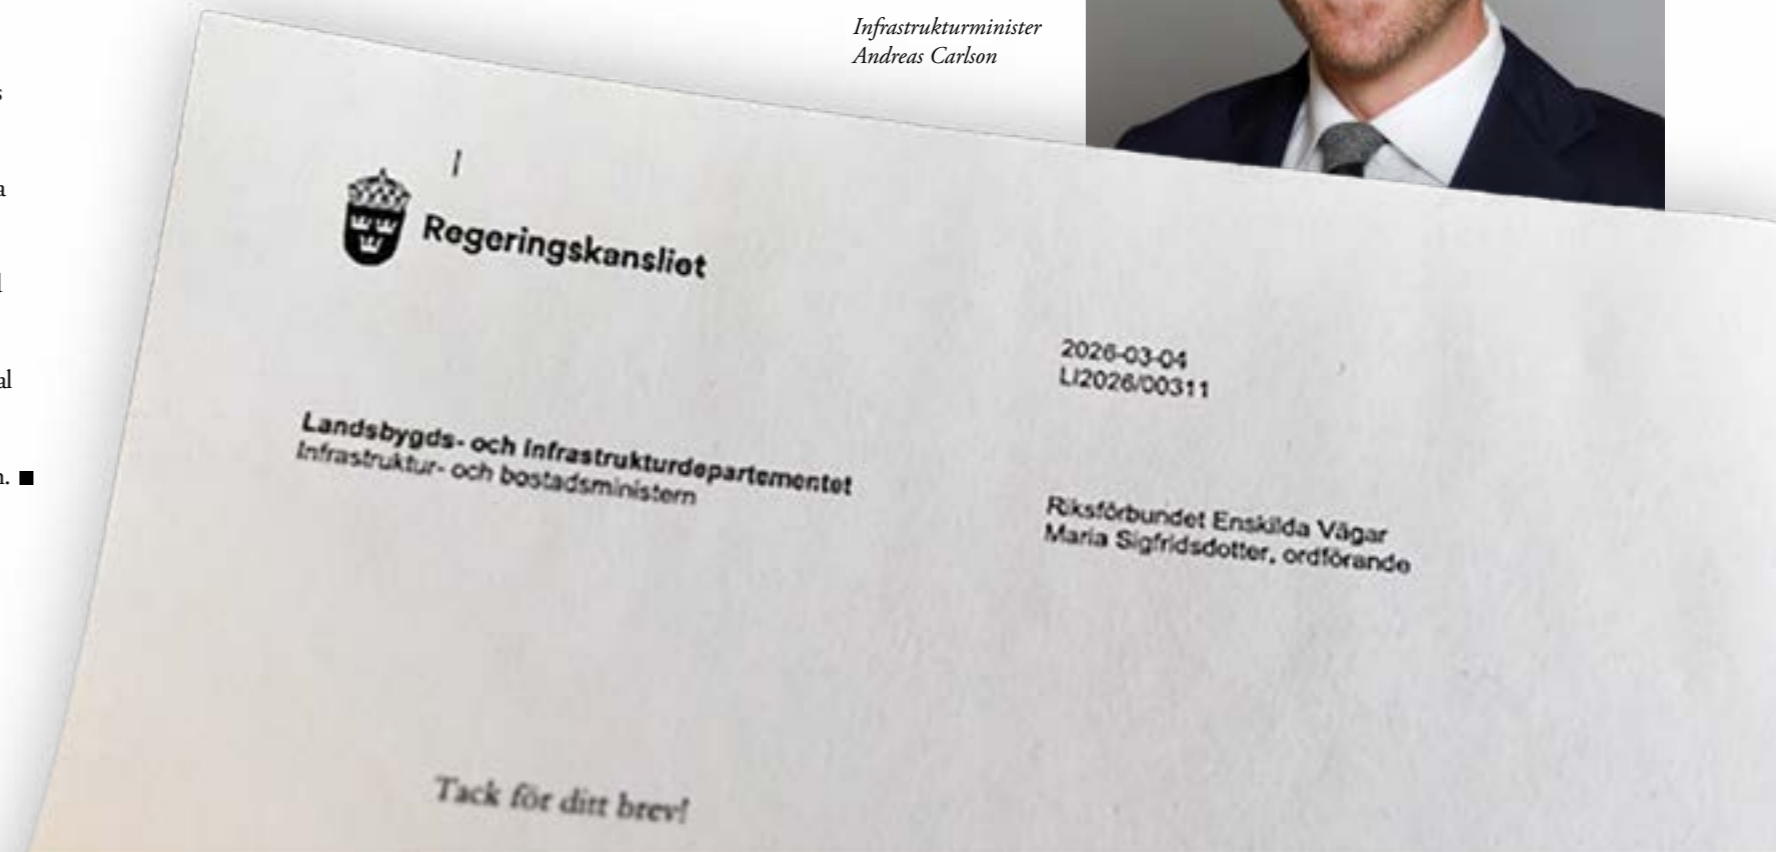 Infrastrukturminister
Andreas Carlson
Regeringskansliet
2026-03-04
LI2026/00311
Landsbygds- och infrastrukturdepartementet
Infrastruktur- och bostadsministern
Riksförbundet Enskilda Vägar
Maria Sigfridsdotter, ordförande
Tack för ditt brev!